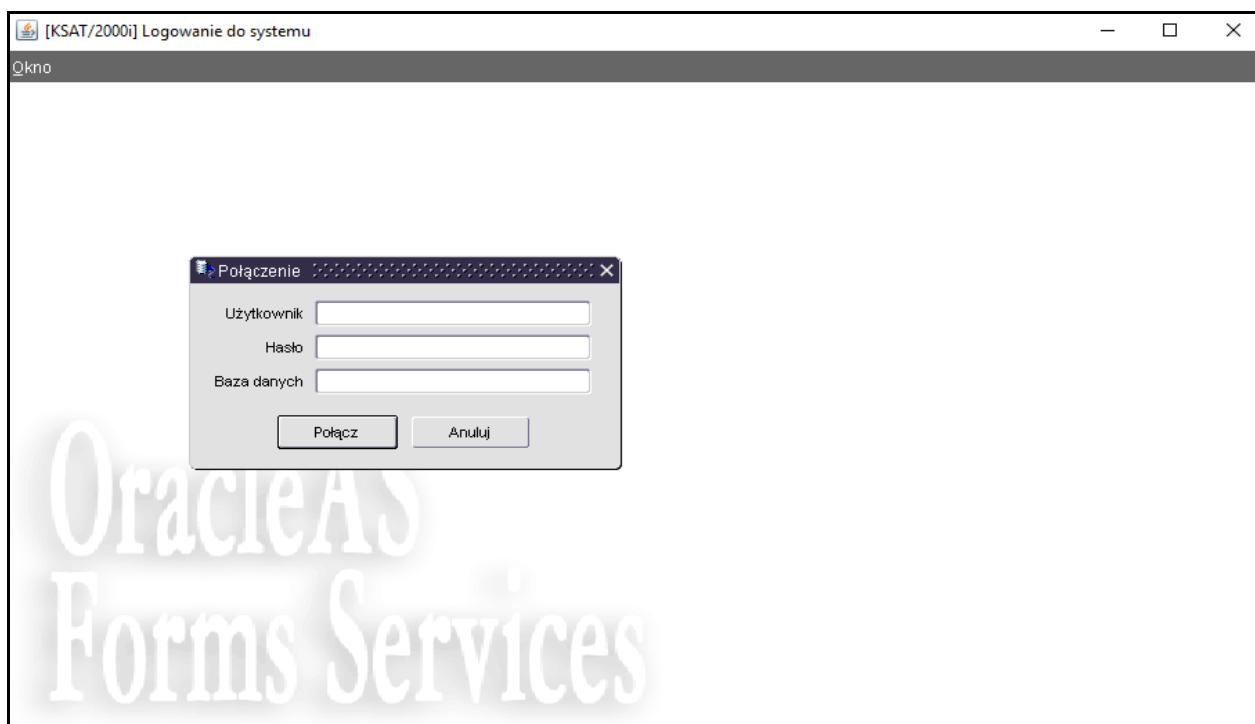 [KSAT/2000i] Logowanie do systemu
Okno
Połączenie
Użytkownik
Hasło
Baza danych
Połącz Anuluj
OracleAS
Forms Services